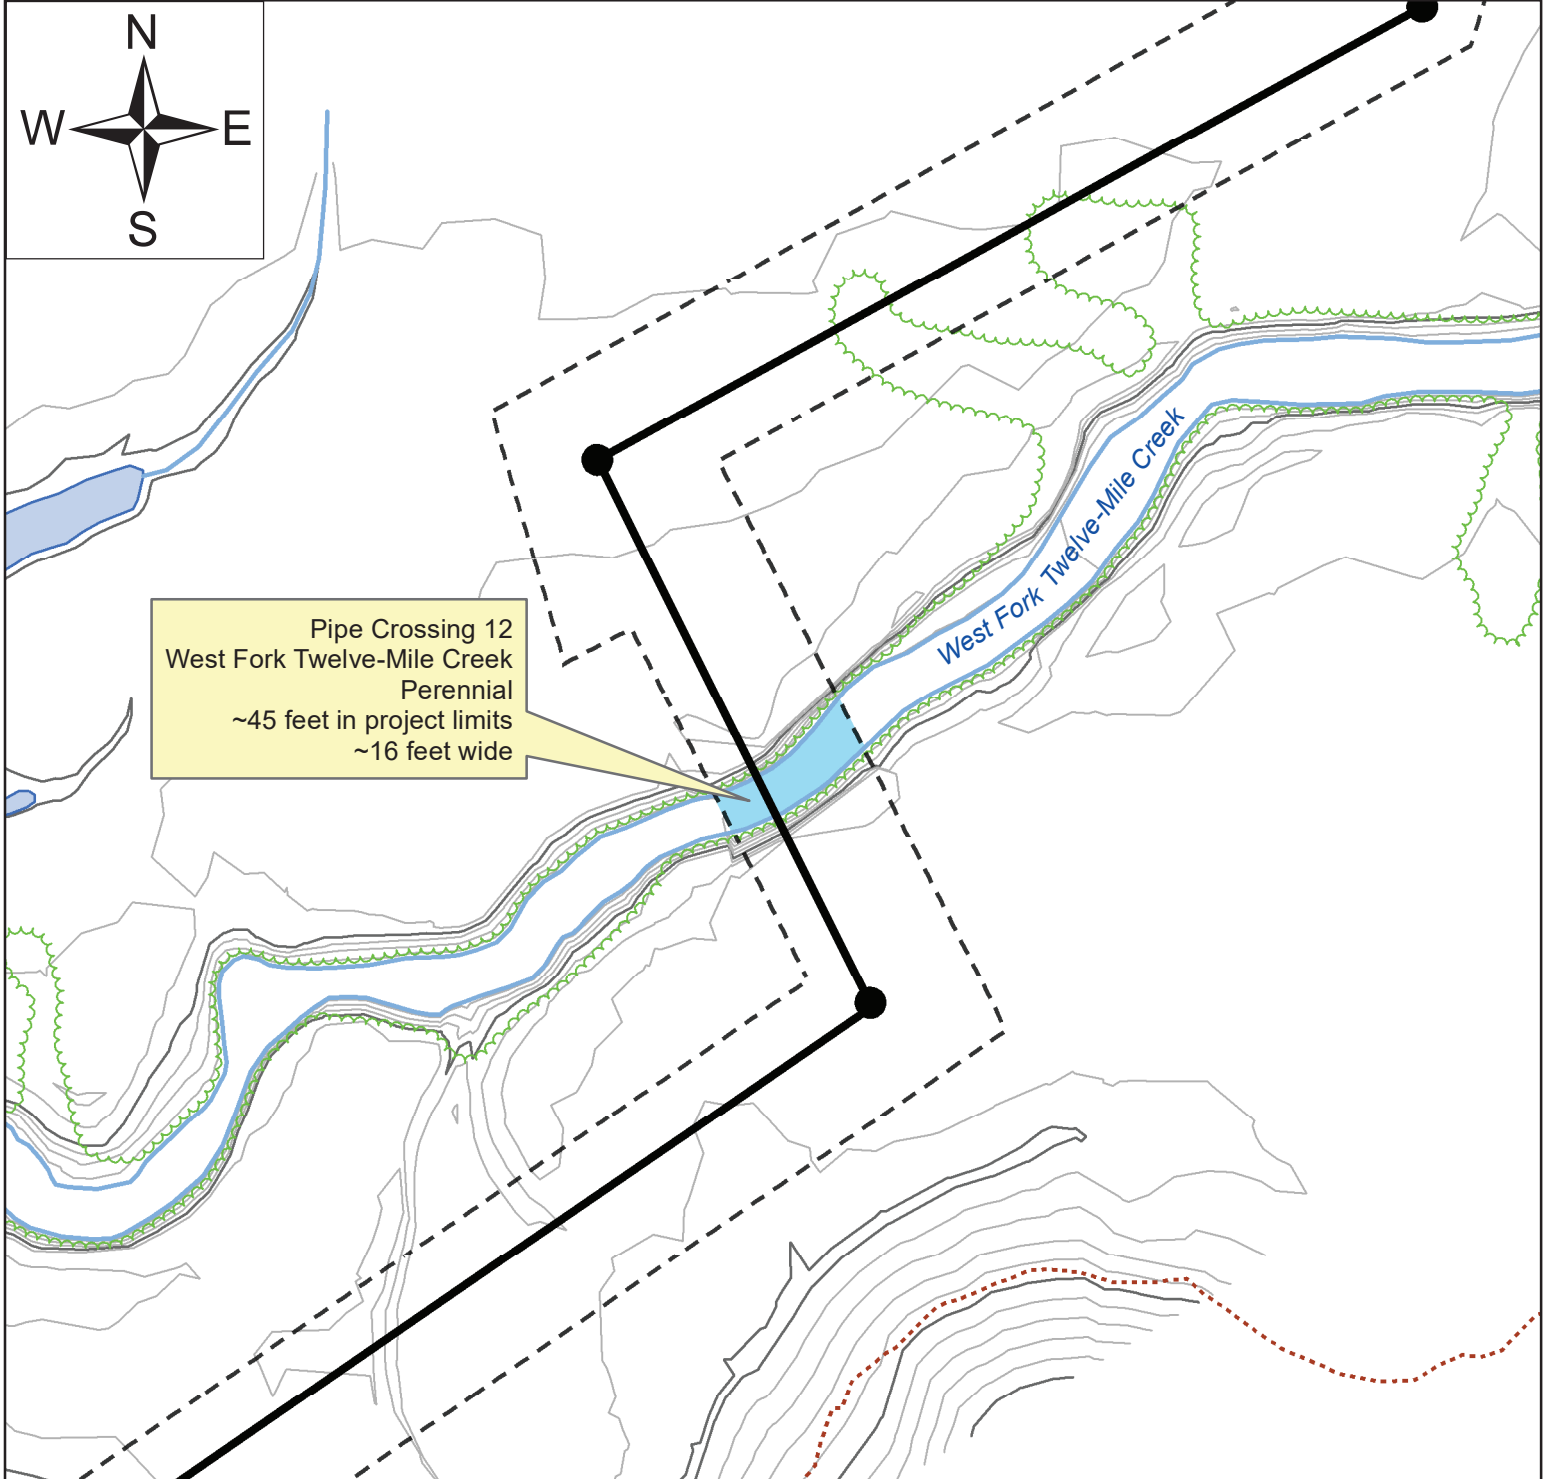 N
W E
S
Pipe Crossing 12
West Fork Twelve-Mile Creek
Perennial
~45 feet in project limits
~16 feet wide
West Fork Twelve-Mile Creek